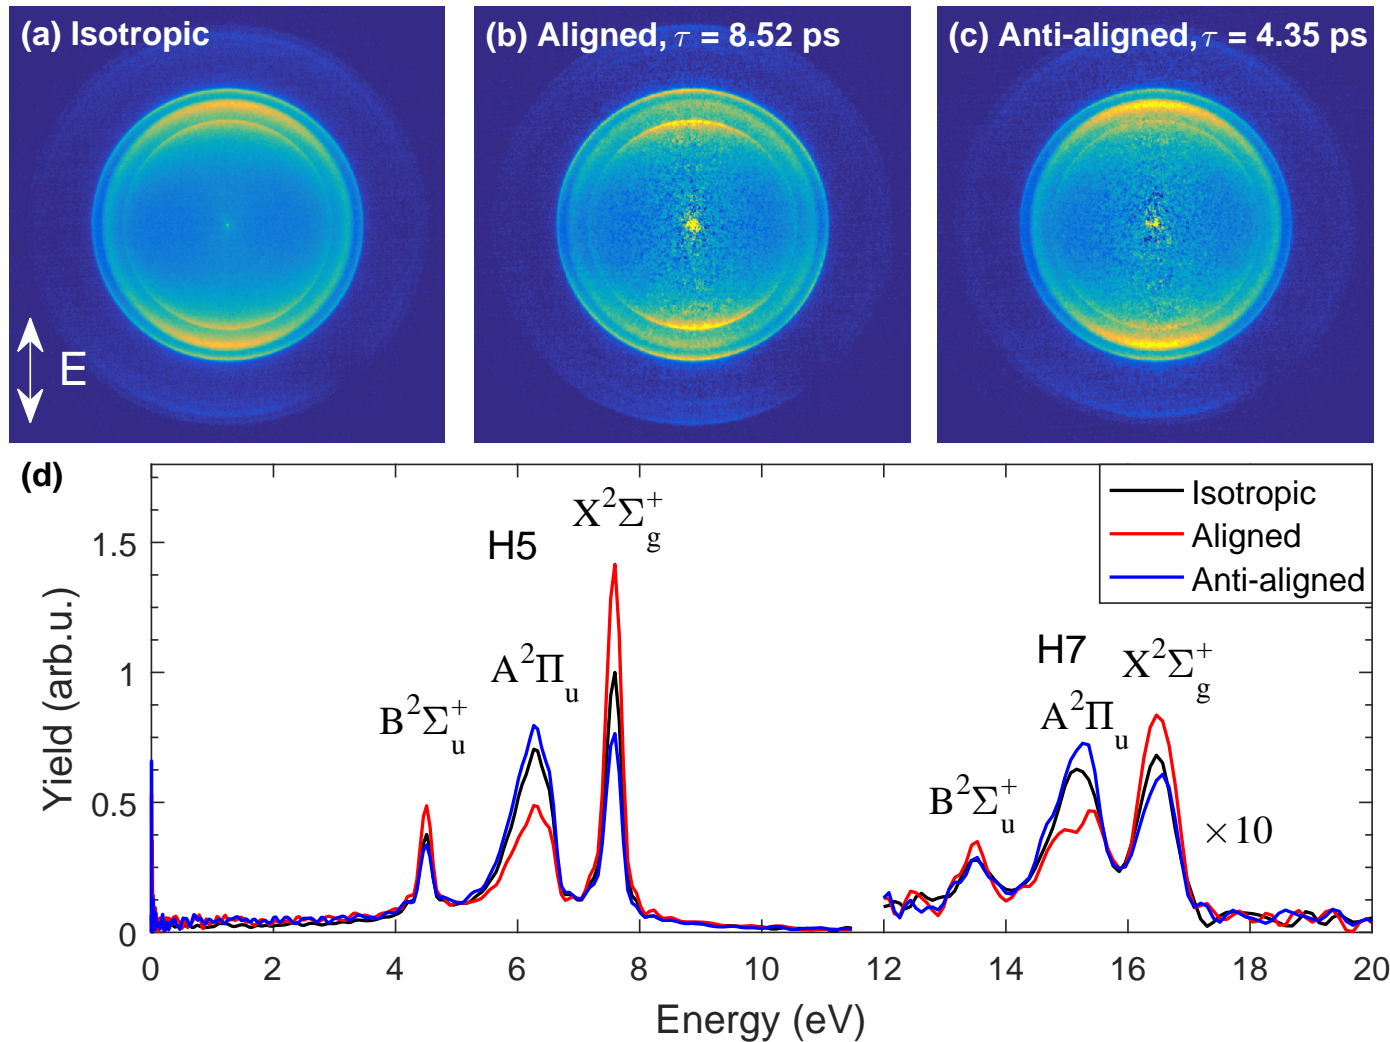 (a) Isotropic
(b) Aligned, τ = 8.52 ps
(c) Anti-aligned, τ = 4.35 ps
E
(d)
Isotropic
Aligned
Anti-aligned
X²Σg⁺
H5
A²Πu
B²Σu⁺
H7
X²Σg⁺
A²Πu
B²Σu⁺
×10
Yield (arb.u.)
1.5
1
0.5
0
0 2 4 6 8 10 12 14 16 18 20
Energy (eV)